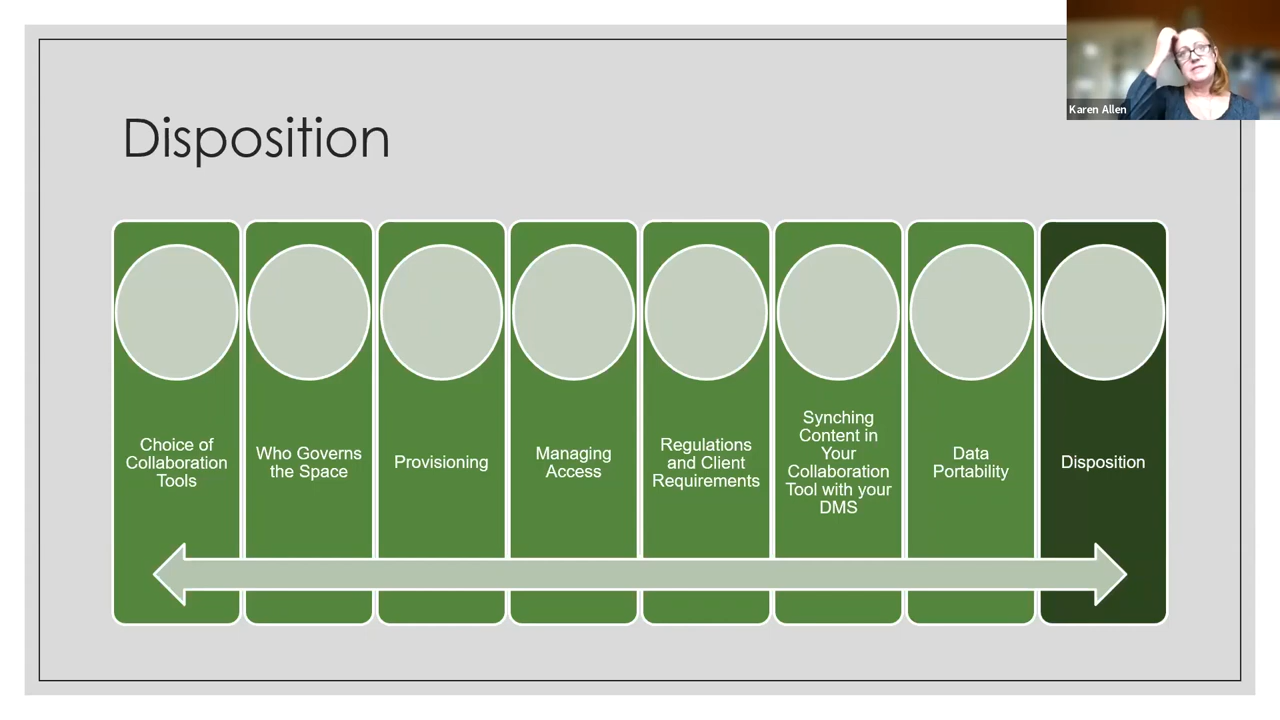 Karen Allen
Disposition
Choice of
Collaboration
Tools
Who Governs
the Space
Provisioning
Managing
Access
Regulations
and Client
Requirements
Synching
Content in
Your
Collaboration
Tool with your
DMS
Data
Portability
Disposition